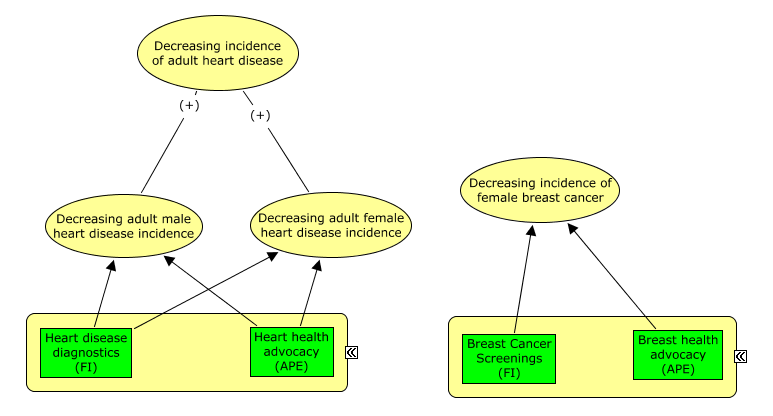 Decreasing incidence
of adult heart disease
(+)
(+)
Decreasing adult male
heart disease incidence
Decreasing adult female
heart disease incidence
Heart disease
diagnostics
(FI)
Heart health
advocacy
(APE)
Decreasing incidence of
female breast cancer
Breast Cancer
Screenings
(FI)
Breast health
advocacy
(APE)